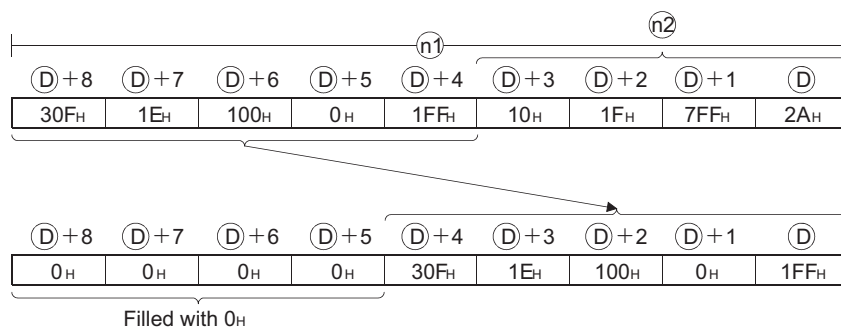 n2
n1
D+8 D+7 D+6 D+5 D+4 D+3 D+2 D+1 D
30FH 1EH 100H 0H 1FFH 10H 1FH 7FFH 2AH
D+8 D+7 D+6 D+5 D+4 D+3 D+2 D+1 D
0H 0H 0H 0H 30FH 1EH 100H 0H 1FFH
Filled with 0H